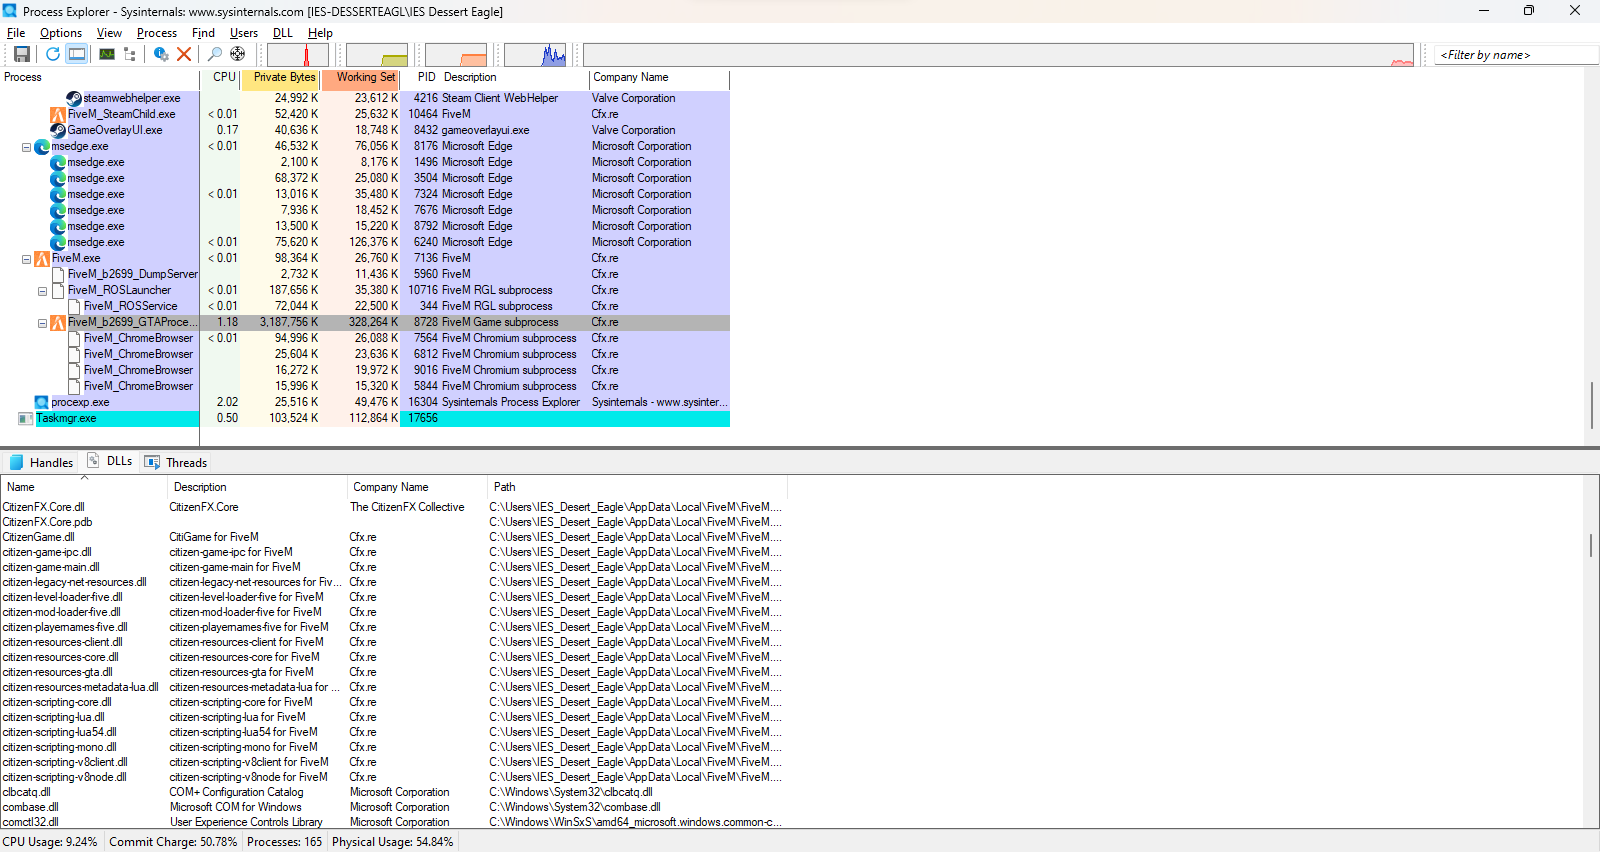 Process Explorer - Sysinternals: www.sysinternals.com [IES-DESSERTEAGL\IES Dessert Eagle]
File Options View Process Find Users DLL Help
<Filter by name>
Process CPU Private Bytes Working Set PID Description Company Name
steamwebhelper.exe 24,992 K 23,612 K 4216 Steam Client WebHelper Valve Corporation
FiveM_SteamChild.exe < 0.01 52,420 K 25,632 K 10464 FiveM Cfx.re
GameOverlayUI.exe 0.17 40,636 K 18,748 K 8432 gameoverlayui.exe Valve Corporation
msedge.exe < 0.01 46,532 K 76,056 K 8176 Microsoft Edge Microsoft Corporation
msedge.exe 2,100 K 8,176 K 1496 Microsoft Edge Microsoft Corporation
msedge.exe 68,372 K 25,080 K 3504 Microsoft Edge Microsoft Corporation
msedge.exe < 0.01 13,016 K 35,480 K 7324 Microsoft Edge Microsoft Corporation
msedge.exe 7,936 K 18,452 K 7676 Microsoft Edge Microsoft Corporation
msedge.exe 13,500 K 15,220 K 8792 Microsoft Edge Microsoft Corporation
msedge.exe < 0.01 75,620 K 126,376 K 6240 Microsoft Edge Microsoft Corporation
FiveM.exe < 0.01 98,364 K 26,760 K 7136 FiveM Cfx.re
FiveM_b2699_DumpServer 2,732 K 11,436 K 5960 FiveM Cfx.re
FiveM_ROSLauncher < 0.01 187,656 K 35,380 K 10716 FiveM RGL subprocess Cfx.re
FiveM_ROSService < 0.01 72,044 K 22,500 K 344 FiveM RGL subprocess Cfx.re
FiveM_b2699_GTAProce... 1.18 3,187,756 K 328,264 K 8728 FiveM Game subprocess Cfx.re
FiveM_ChromeBrowser < 0.01 94,996 K 26,088 K 7564 FiveM Chromium subprocess Cfx.re
FiveM_ChromeBrowser 25,604 K 23,636 K 6812 FiveM Chromium subprocess Cfx.re
FiveM_ChromeBrowser 16,272 K 19,972 K 9016 FiveM Chromium subprocess Cfx.re
FiveM_ChromeBrowser 15,996 K 15,320 K 5844 FiveM Chromium subprocess Cfx.re
procexp.exe 2.02 25,516 K 49,476 K 16304 Sysinternals Process Explorer Sysinternals - www.sysinter...
Taskmgr.exe 0.50 103,524 K 112,864 K 17656
Handles DLLs Threads
Name Description Company Name Path
CitizenFX.Core.dll CitizenFX.Core The CitizenFX Collective C:\Users\IES_Desert_Eagle\AppData\Local\FiveM\FiveM....
CitizenFX.Core.pdb C:\Users\IES_Desert_Eagle\AppData\Local\FiveM\FiveM....
CitizenGame.dll CitiGame for FiveM Cfx.re C:\Users\IES_Desert_Eagle\AppData\Local\FiveM\FiveM....
citizen-game-ipc.dll citizen-game-ipc for FiveM Cfx.re C:\Users\IES_Desert_Eagle\AppData\Local\FiveM\FiveM....
citizen-game-main.dll citizen-game-main for FiveM Cfx.re C:\Users\IES_Desert_Eagle\AppData\Local\FiveM\FiveM....
citizen-legacy-net-resources.dll citizen-legacy-net-resources for Fiv... Cfx.re C:\Users\IES_Desert_Eagle\AppData\Local\FiveM\FiveM....
citizen-level-loader-five.dll citizen-level-loader-five for FiveM Cfx.re C:\Users\IES_Desert_Eagle\AppData\Local\FiveM\FiveM....
citizen-mod-loader-five.dll citizen-mod-loader-five for FiveM Cfx.re C:\Users\IES_Desert_Eagle\AppData\Local\FiveM\FiveM....
citizen-playernames-five.dll citizen-playernames-five for FiveM Cfx.re C:\Users\IES_Desert_Eagle\AppData\Local\FiveM\FiveM....
citizen-resources-client.dll citizen-resources-client for FiveM Cfx.re C:\Users\IES_Desert_Eagle\AppData\Local\FiveM\FiveM....
citizen-resources-core.dll citizen-resources-core for FiveM Cfx.re C:\Users\IES_Desert_Eagle\AppData\Local\FiveM\FiveM....
citizen-resources-gta.dll citizen-resources-gta for FiveM Cfx.re C:\Users\IES_Desert_Eagle\AppData\Local\FiveM\FiveM....
citizen-resources-metadata-lua.dll citizen-resources-metadata-lua for ... Cfx.re C:\Users\IES_Desert_Eagle\AppData\Local\FiveM\FiveM....
citizen-scripting-core.dll citizen-scripting-core for FiveM Cfx.re C:\Users\IES_Desert_Eagle\AppData\Local\FiveM\FiveM....
citizen-scripting-lua.dll citizen-scripting-lua for FiveM Cfx.re C:\Users\IES_Desert_Eagle\AppData\Local\FiveM\FiveM....
citizen-scripting-lua54.dll citizen-scripting-lua54 for FiveM Cfx.re C:\Users\IES_Desert_Eagle\AppData\Local\FiveM\FiveM....
citizen-scripting-mono.dll citizen-scripting-mono for FiveM Cfx.re C:\Users\IES_Desert_Eagle\AppData\Local\FiveM\FiveM....
citizen-scripting-v8client.dll citizen-scripting-v8client for FiveM Cfx.re C:\Users\IES_Desert_Eagle\AppData\Local\FiveM\FiveM....
citizen-scripting-v8node.dll citizen-scripting-v8node for FiveM Cfx.re C:\Users\IES_Desert_Eagle\AppData\Local\FiveM\FiveM....
clbcatq.dll COM+ Configuration Catalog Microsoft Corporation C:\Windows\System32\clbcatq.dll
combase.dll Microsoft COM for Windows Microsoft Corporation C:\Windows\System32\combase.dll
comctl32.dll User Experience Controls Library Microsoft Corporation C:\Windows\WinSxS\amd64_microsoft.windows.common-c...
CPU Usage: 9.24% Commit Charge: 50.78% Processes: 165 Physical Usage: 54.84%